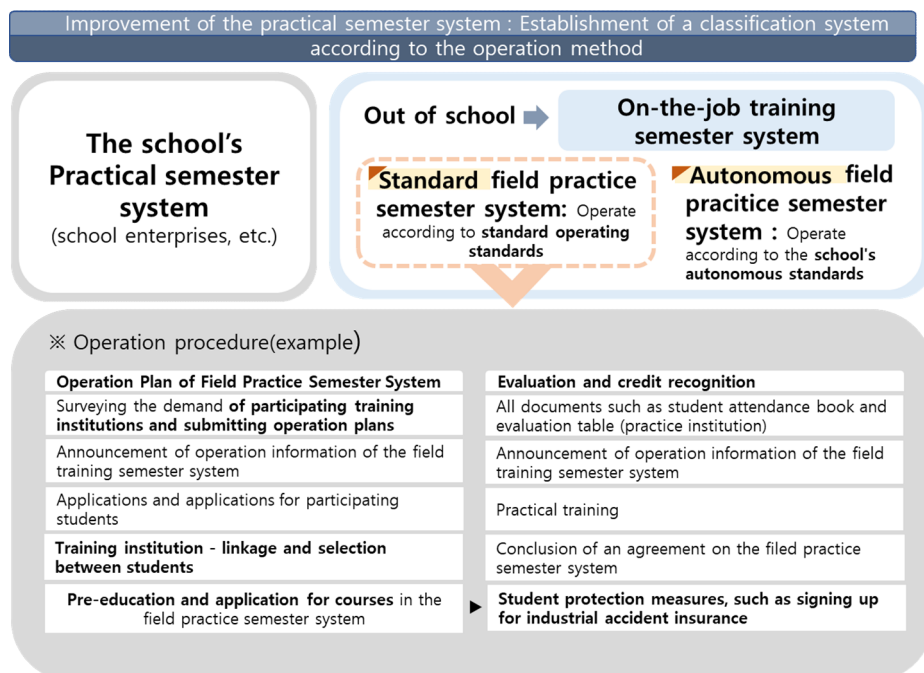 Improvement of the practical semester system : Establishment of a classification system
according to the operation method
The school's
Practical semester
system
(school enterprises, etc.)
Out of school
On-the-job training
semester system
Standard field practice
semester system: Operate
according to standard operating
standards
Autonomous field
pracitice semester
system : Operate
according to the school's
autonomous standards
※ Operation procedure(example)
Operation Plan of Field Practice Semester System
Surveying the demand of participating training
institutions and submitting operation plans
Announcement of operation information of the field
training semester system
Applications and applications for participating
students
Training institution - linkage and selection
between students
Pre-education and application for courses in the
field practice semester system
Evaluation and credit recognition
All documents such as student attendance book and
evaluation table (practice institution)
Announcement of operation information of the field
training semester system
Practical training
Conclusion of an agreement on the filed practice
semester system
Student protection measures, such as signing up
for industrial accident insurance